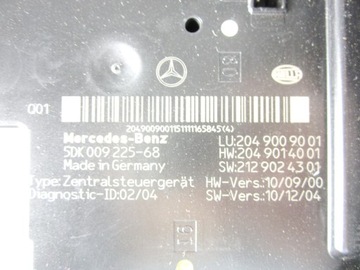 001
20490090011511111165845(4)
Mercedes-Benz LU:204 900 90 01
5DK 009 225-68 HW:204 901 40 01
Made in Germany SW:212 902 43 01
Type: Zentralsteuergerät HW-Vers.: 10/09/00
Diagnostic-ID:02/04 SW-Vers.: 10/12/04